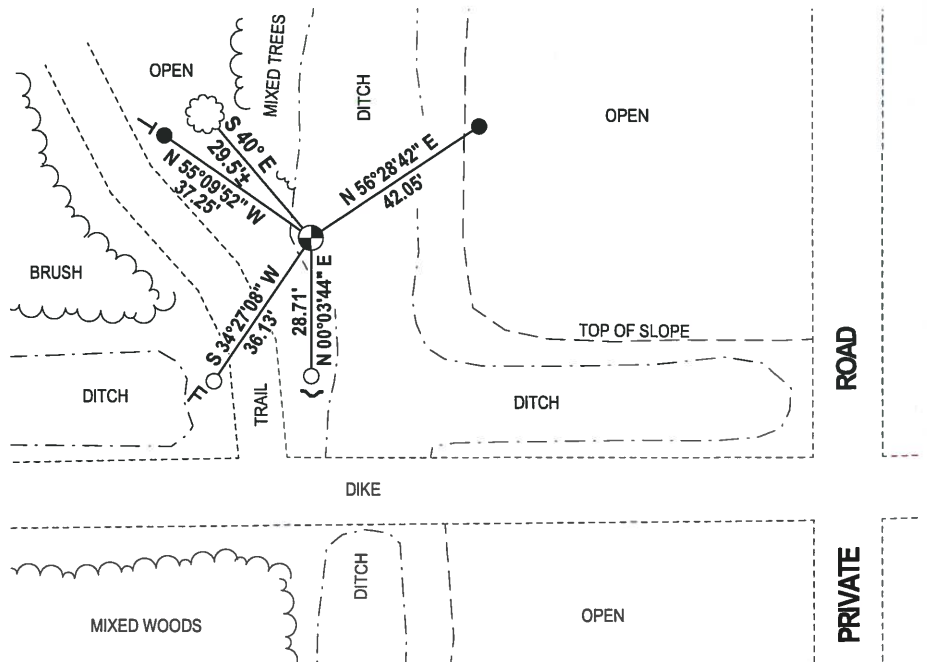 OPEN
MIXED TREES
DITCH
OPEN
S 40° E
29.5'±
N 55°09'52" W
37.25'
N 56°28'42" E
42.05'
BRUSH
S 34°27'08" W
36.13'
28.71'
N 00°03'44" E
TOP OF SLOPE
ROAD
DITCH
TRAIL
DITCH
DIKE
DITCH
MIXED WOODS
OPEN
PRIVATE